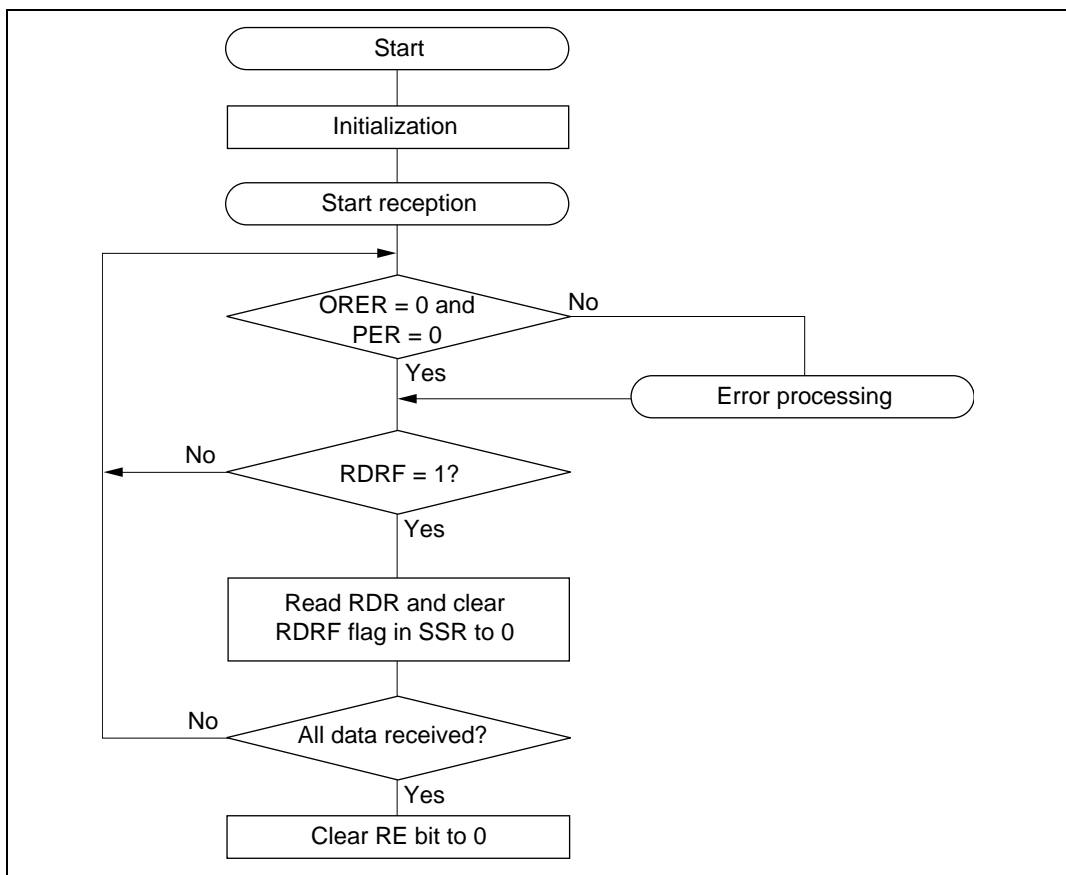 Start
Initialization
Start reception
ORER = 0 and
PER = 0
No
Yes
Error processing
No
RDRF = 1?
Yes
Read RDR and clear
RDRF flag in SSR to 0
No
All data received?
Yes
Clear RE bit to 0